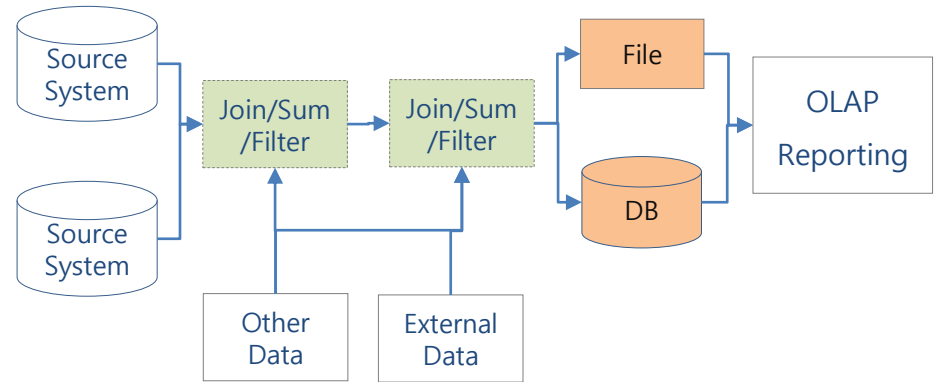 Source
System
Join/Sum
/Filter
Join/Sum
/Filter
File
OLAP
Reporting
Source
System
DB
Other
Data
External
Data